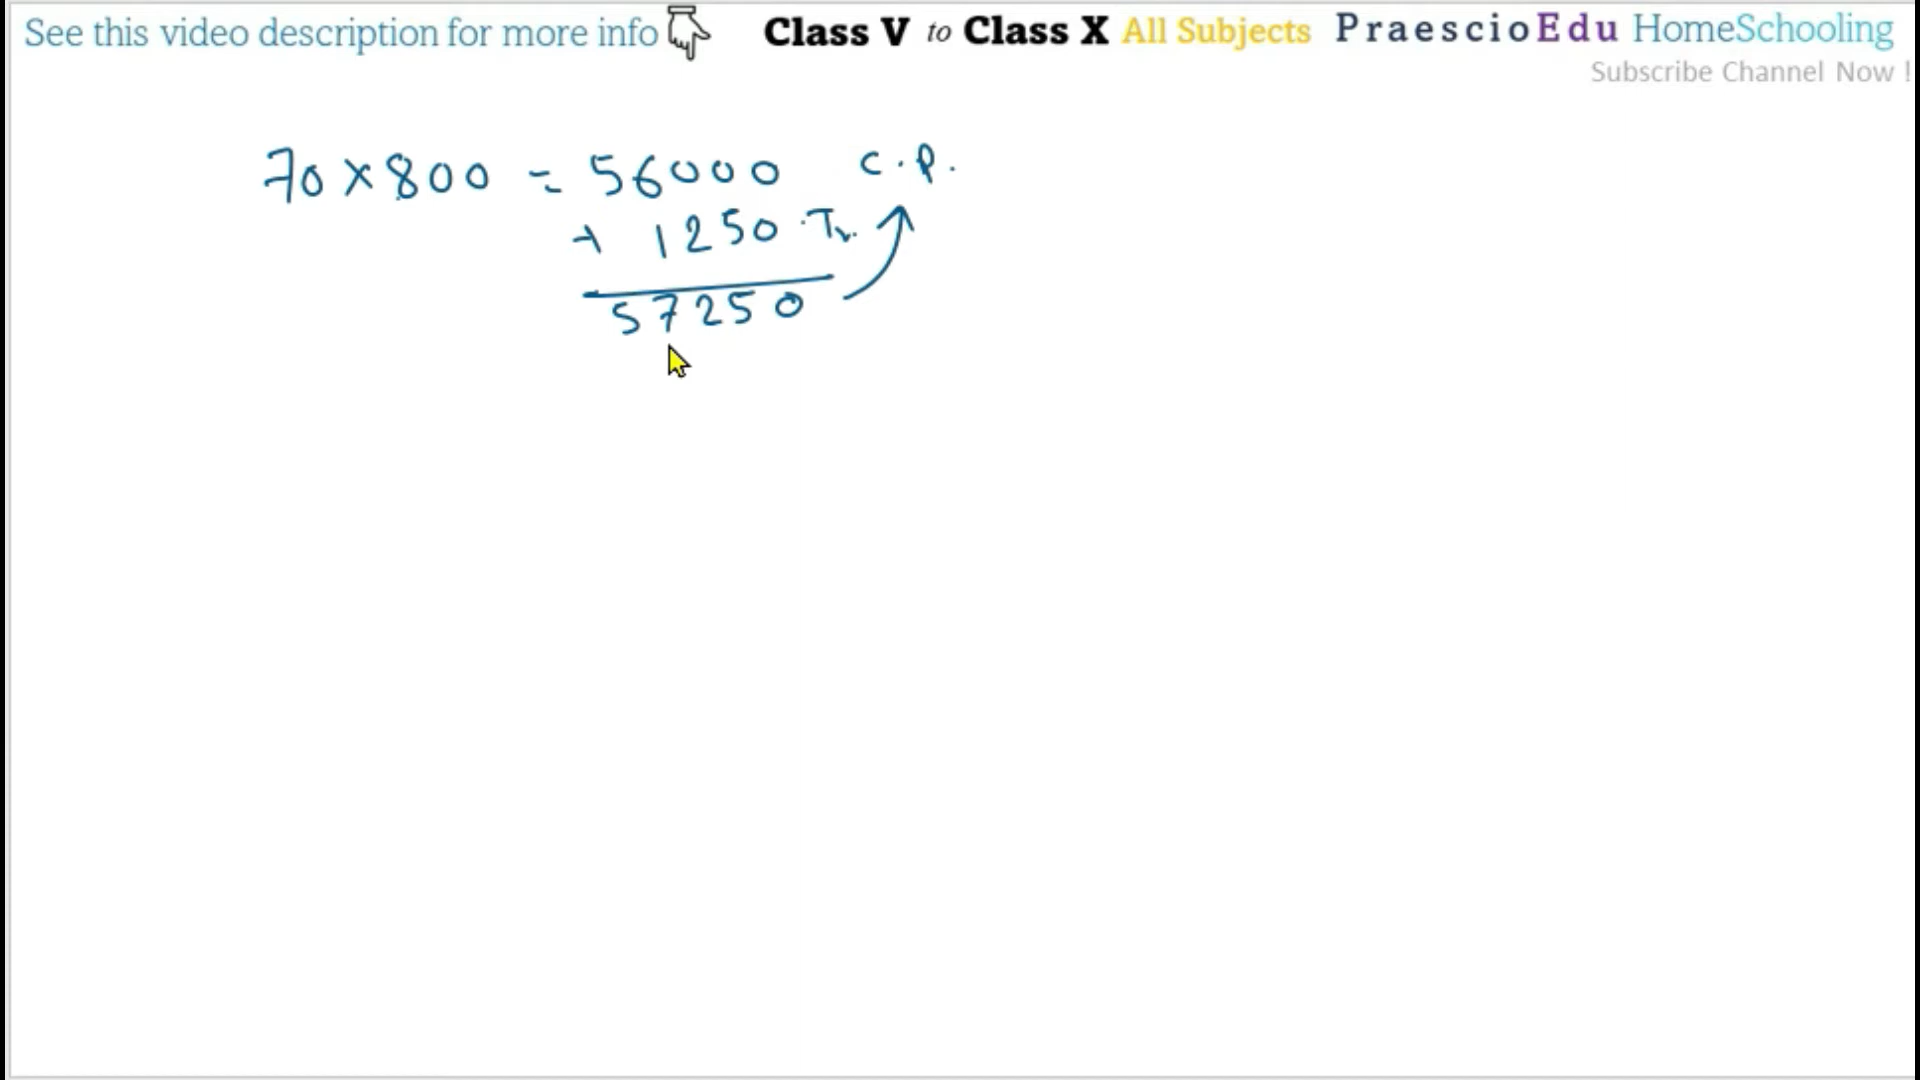 See this video description for more info Class V to Class X All Subjects PraescioEdu HomeSchooling
Subscribe Channel Now !
70 x 800 = 56000 C.P.
+ 1250 Tr.
57250